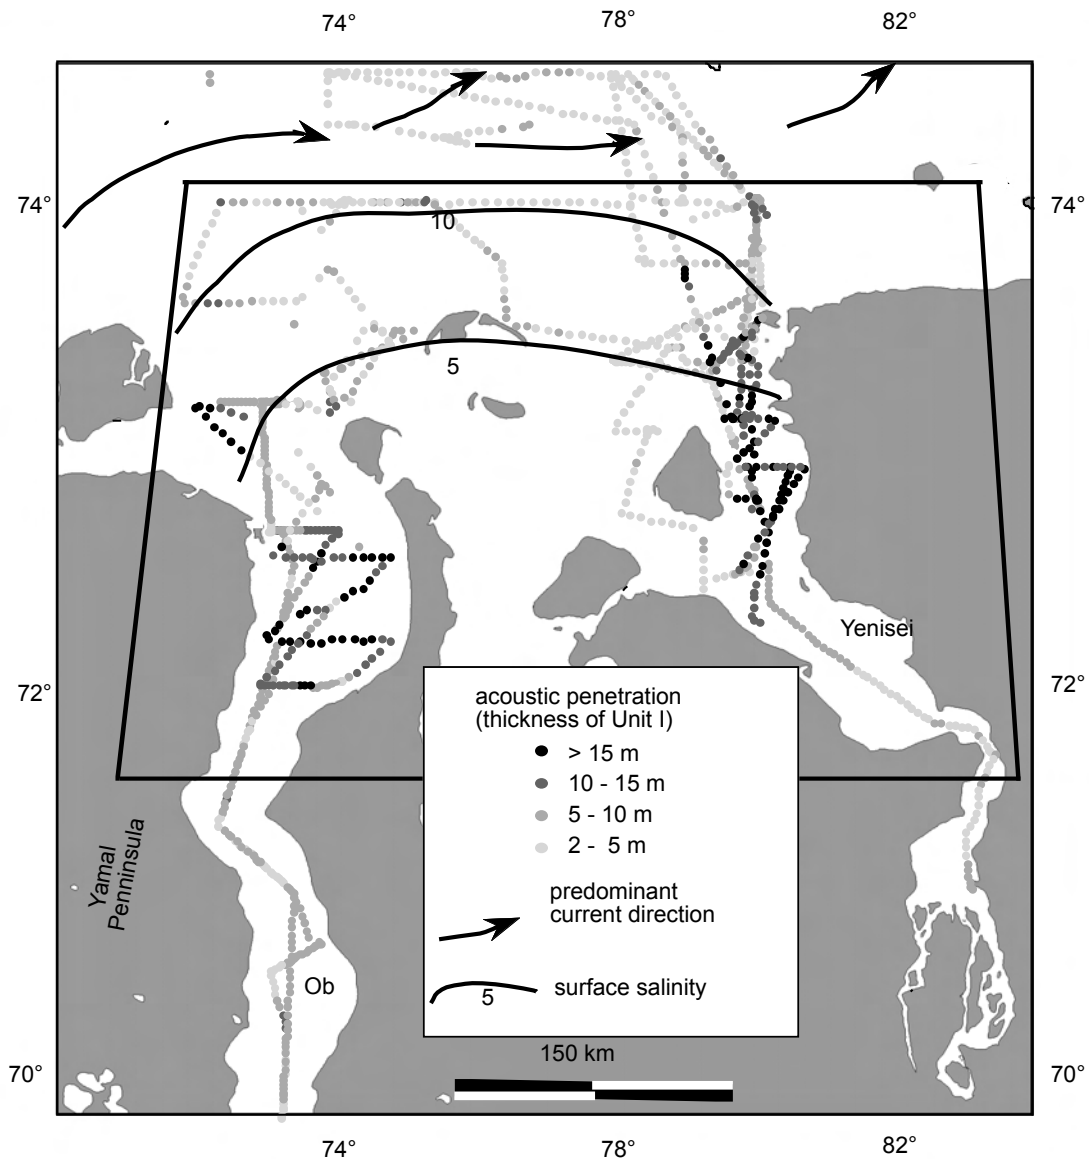 74°
78°
82°
74°
74°
10
5
Yenisei
72°
72°
acoustic penetration
(thickness of Unit I)
> 15 m
10 - 15 m
5 - 10 m
2 - 5 m
predominant
current direction
surface salinity
5
Yamal
Penninsula
Ob
150 km
70°
70°
74°
78°
82°